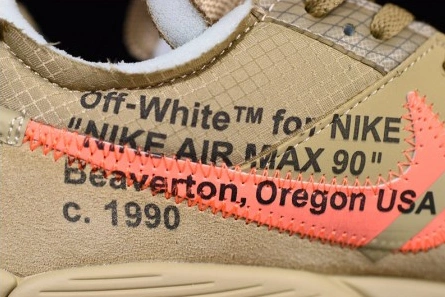 Off-White™ for NIKE
"NIKE AIR MAX 90"
Beaverton, Oregon USA
c. 1990